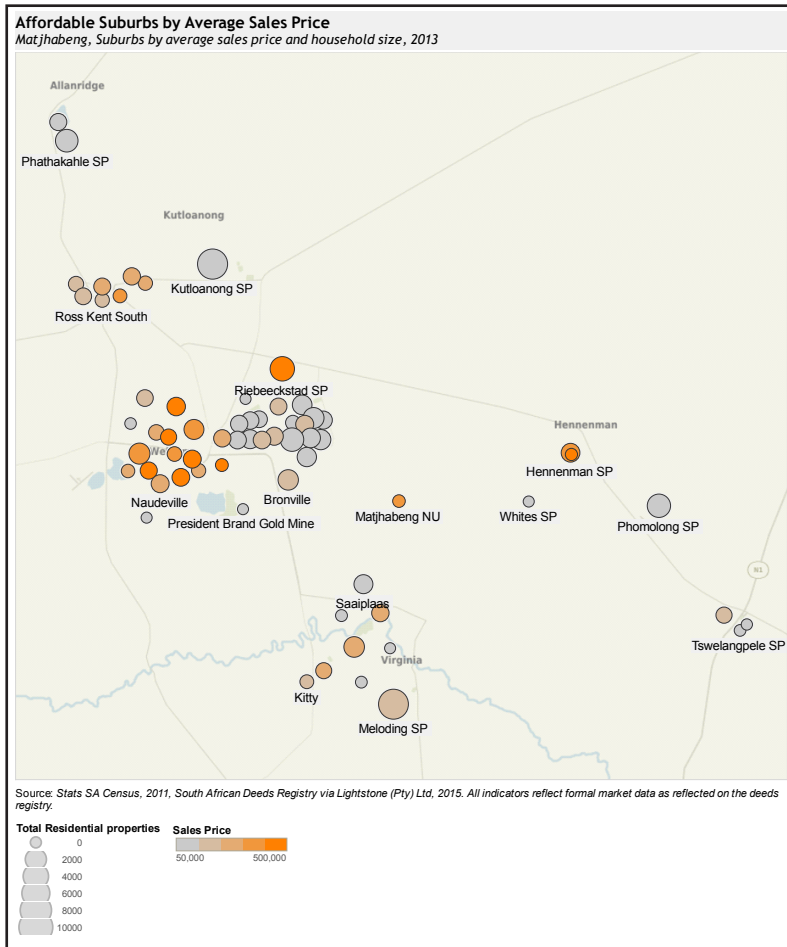 Affordable Suburbs by Average Sales Price
Matjhabeng, Suburbs by average sales price and household size, 2013
Allanridge
Phathakahle SP
Kutloanong
Kutloanong SP
Ross Kent South
Riebeeckstad SP
Hennenman
Hennenman SP
Naudeville
Bronville
President Brand Gold Mine
Matjhabeng NU
Whites SP
Phomolong SP
N1
Saaiplaas
Tswelangpele SP
Virginia
Kitty
Meloding SP
Source: Stats SA Census, 2011, South African Deeds Registry via Lightstone (Pty) Ltd, 2015. All indicators reflect formal market data as reflected on the deeds
registry.
Total Residential properties
0
2000
4000
6000
8000
10000
Sales Price
50,000 500,000